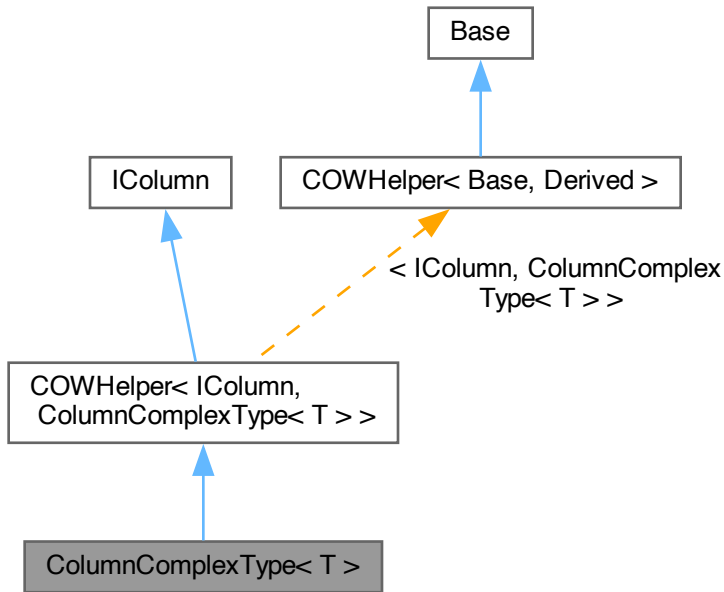 Base
IColumn
COWHelper< Base, Derived >
< IColumn, ColumnComplex
Type< T > >
COWHelper< IColumn,
ColumnComplexType< T > >
ColumnComplexType< T >